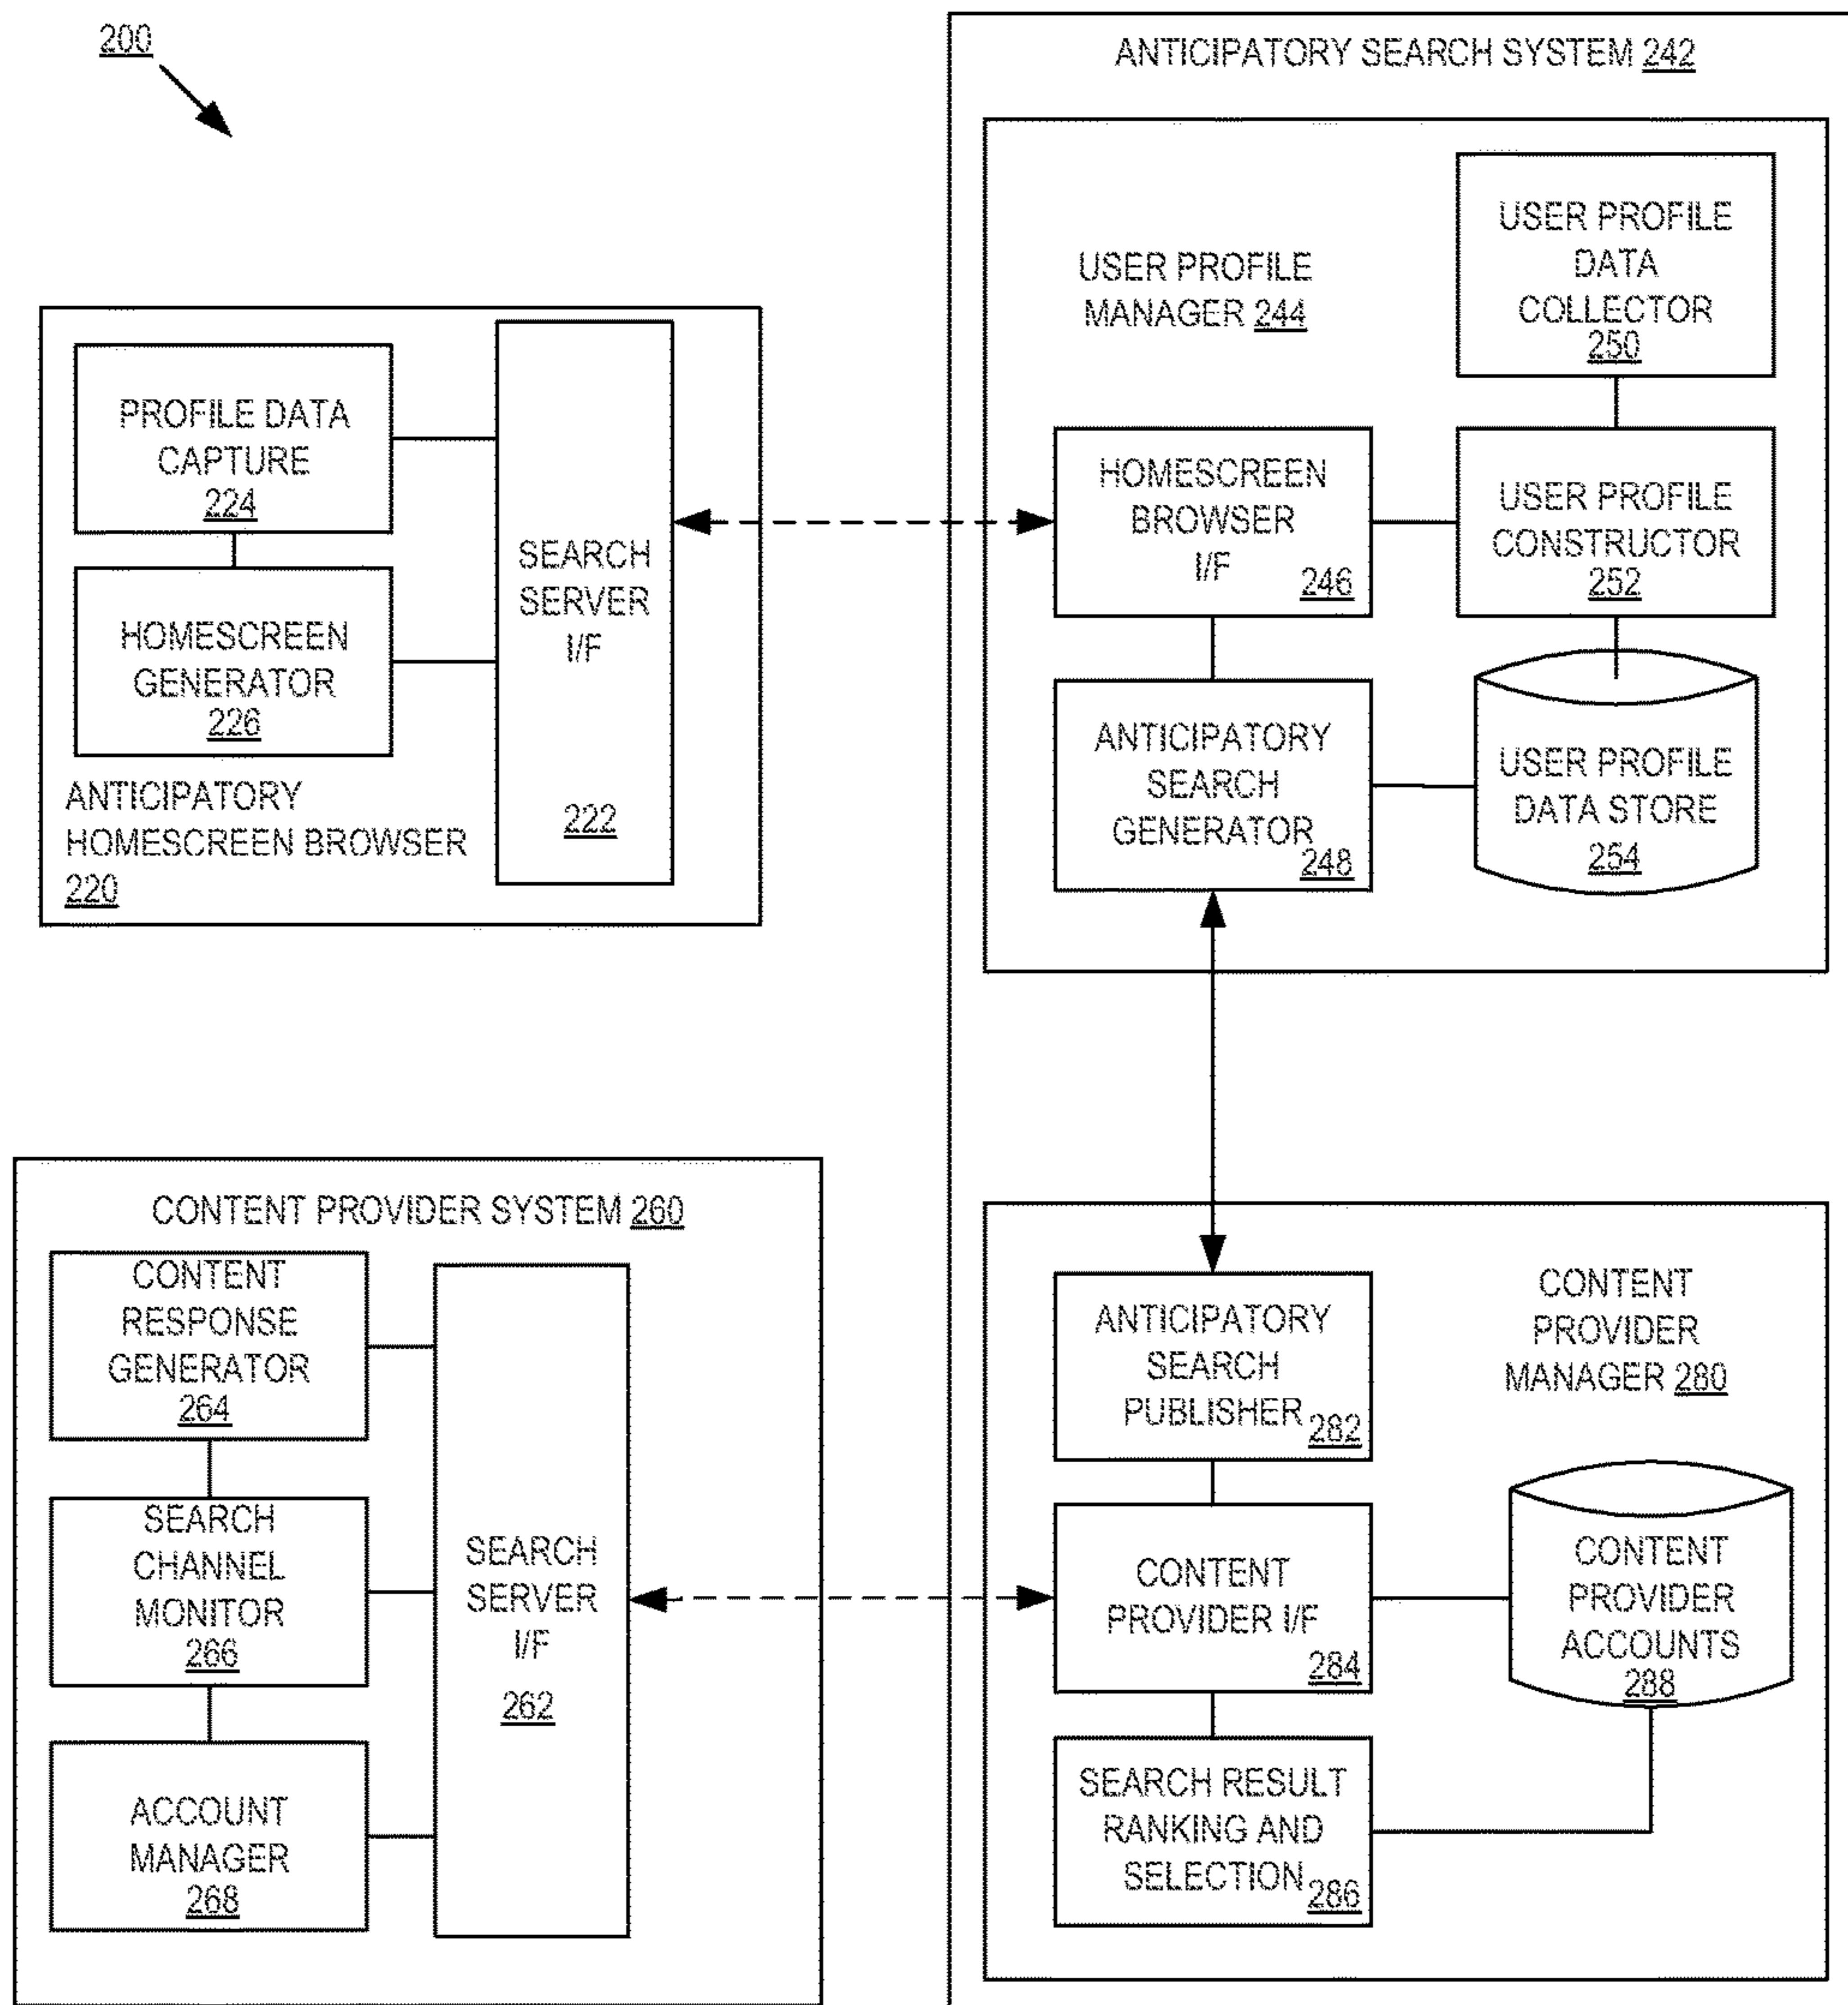 200
ANTICIPATORY SEARCH SYSTEM 242
USER PROFILE
MANAGER 244
USER PROFILE
DATA
COLLECTOR
250
HOMESCREEN
BROWSER
I/F
246
USER PROFILE
CONSTRUCTOR
252
ANTICIPATORY
SEARCH
GENERATOR
248
USER PROFILE
DATA STORE
254
PROFILE DATA
CAPTURE
224
HOMESCREEN
GENERATOR
226
SEARCH
SERVER
I/F
222
ANTICIPATORY
HOMESCREEN BROWSER
220
CONTENT PROVIDER SYSTEM 260
CONTENT
RESPONSE
GENERATOR
264
SEARCH
CHANNEL
MONITOR
266
ACCOUNT
MANAGER
268
SEARCH
SERVER
I/F
262
ANTICIPATORY
SEARCH
PUBLISHER
282
CONTENT
PROVIDER
MANAGER 280
CONTENT
PROVIDER I/F
284
CONTENT
PROVIDER
ACCOUNTS
288
SEARCH RESULT
RANKING AND
SELECTION
286